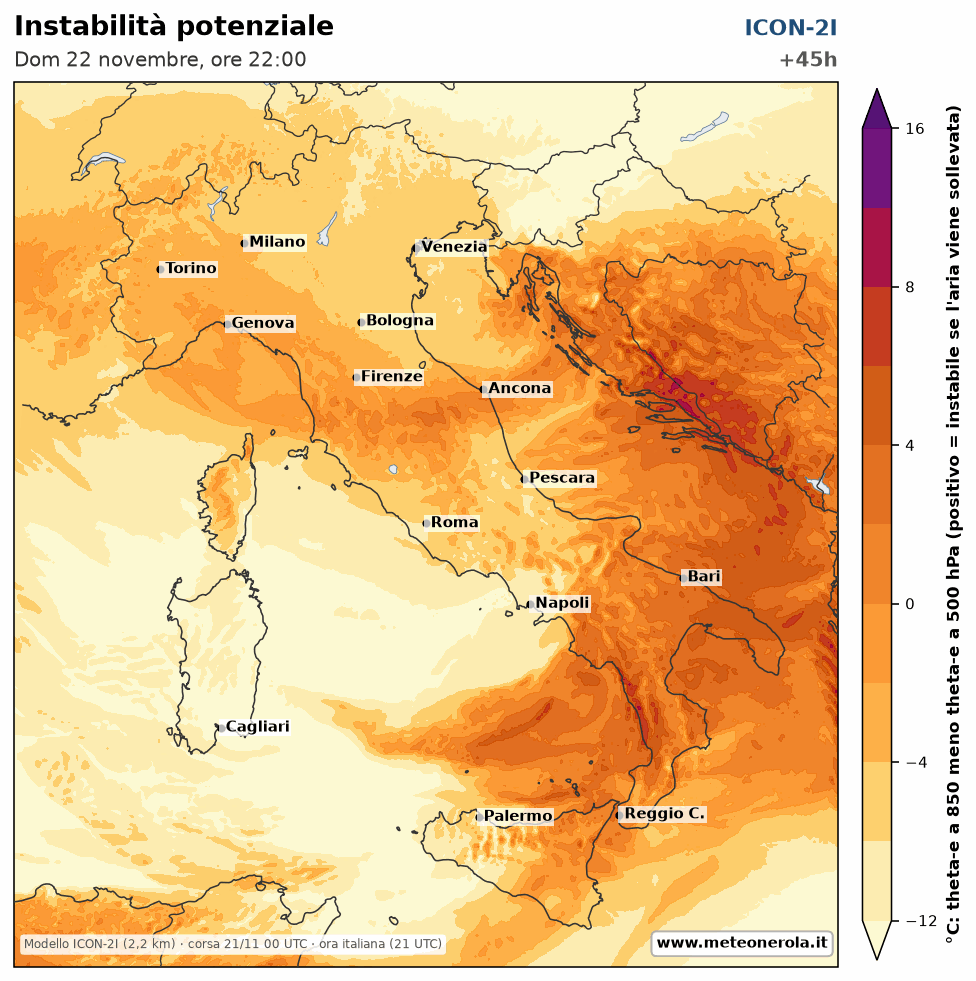 Instabilità potenziale
ICON-2I
Dom 22 novembre, ore 22:00
+45h
16
8
4
0
−4
−12
°C: theta-e a 850 meno theta-e a 500 hPa (positivo = instabile se l'aria viene sollevata)
Milano
Venezia
Torino
Genova
Bologna
Firenze
Ancona
Pescara
Roma
Bari
Napoli
Cagliari
Palermo
Reggio C.
Modello ICON-2I (2,2 km) · corsa 21/11 00 UTC · ora italiana (21 UTC)
www.meteonerola.it